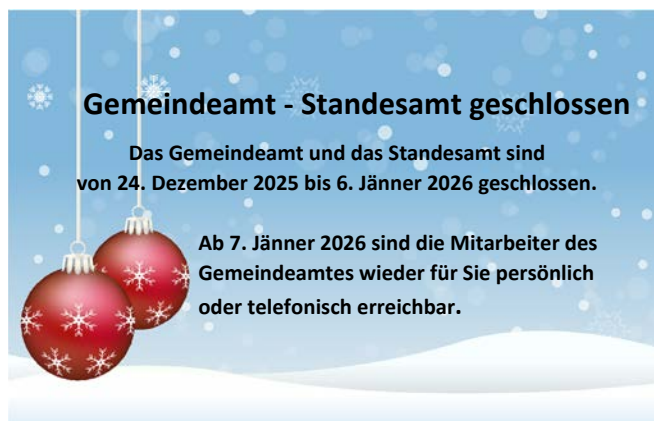 Gemeindeamt - Standesamt geschlossen
Das Gemeindeamt und das Standesamt sind
von 24. Dezember 2025 bis 6. Jänner 2026 geschlossen.
Ab 7. Jänner 2026 sind die Mitarbeiter des
Gemeindeamtes wieder für Sie persönlich
oder telefonisch erreichbar.